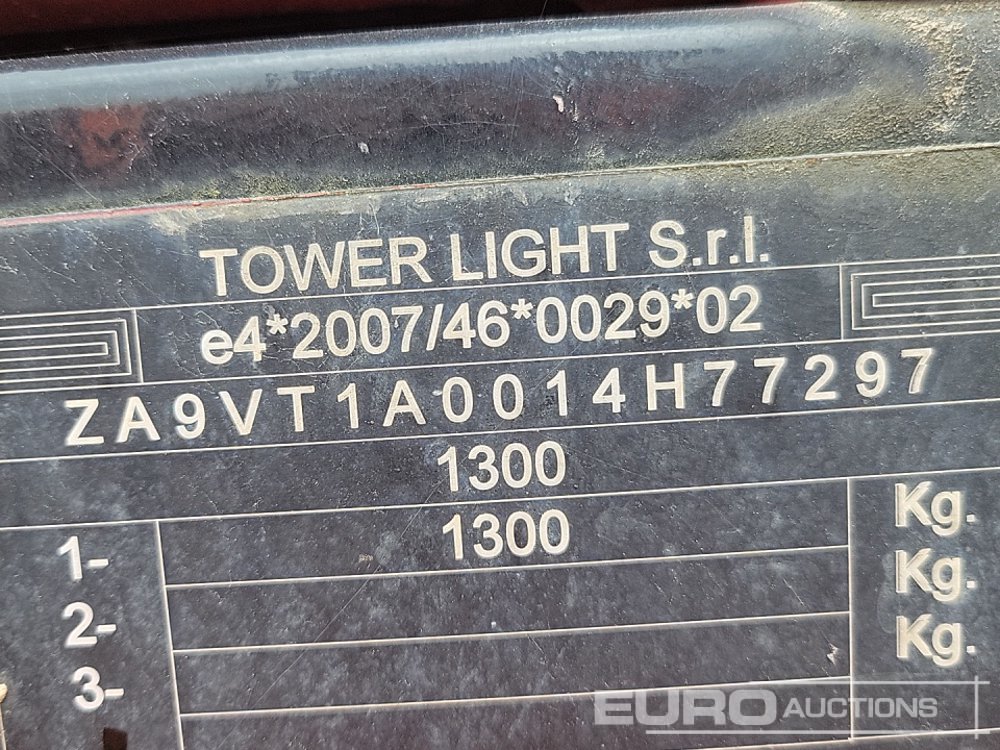 TOWER LIGHT S.r.l.
e4*2007/46*0029*02
ZA9VT1A0014H77297
1300
1- 1300 Kg.
2- Kg.
3- Kg.
EURO AUCTIONS